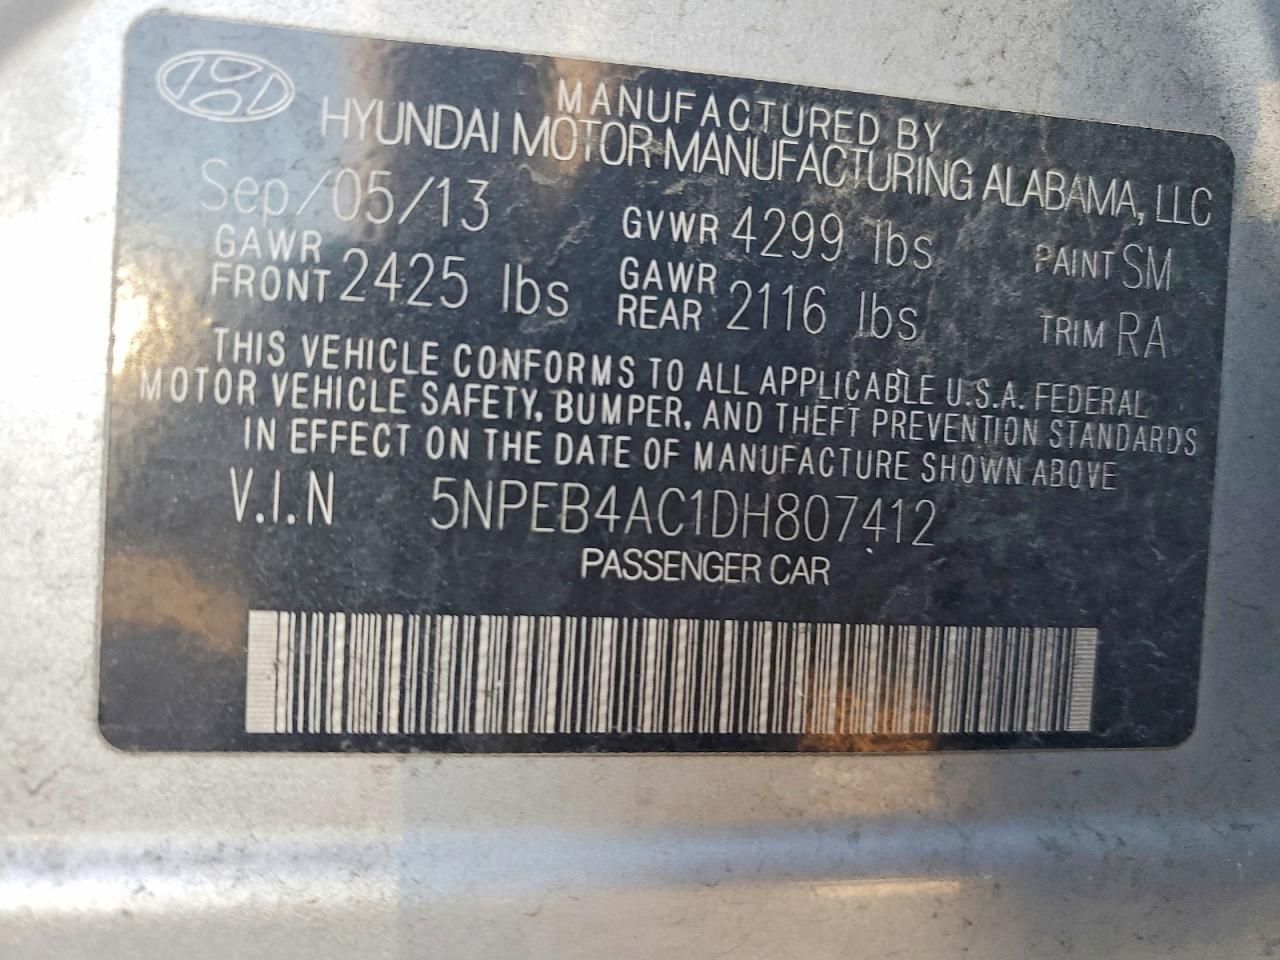 MANUFACTURED BY
HYUNDAI MOTOR MANUFACTURING ALABAMA, LLC
Sep/05/13
GVWR 4299 lbs
PAINT SM
GAWR FRONT 2425 lbs
GAWR REAR 2116 lbs
TRIM RA
THIS VEHICLE CONFORMS TO ALL APPLICABLE U.S.A. FEDERAL
MOTOR VEHICLE SAFETY, BUMPER, AND THEFT PREVENTION STANDARDS
IN EFFECT ON THE DATE OF MANUFACTURE SHOWN ABOVE
V.I.N 5NPEB4AC1DH807412
PASSENGER CAR